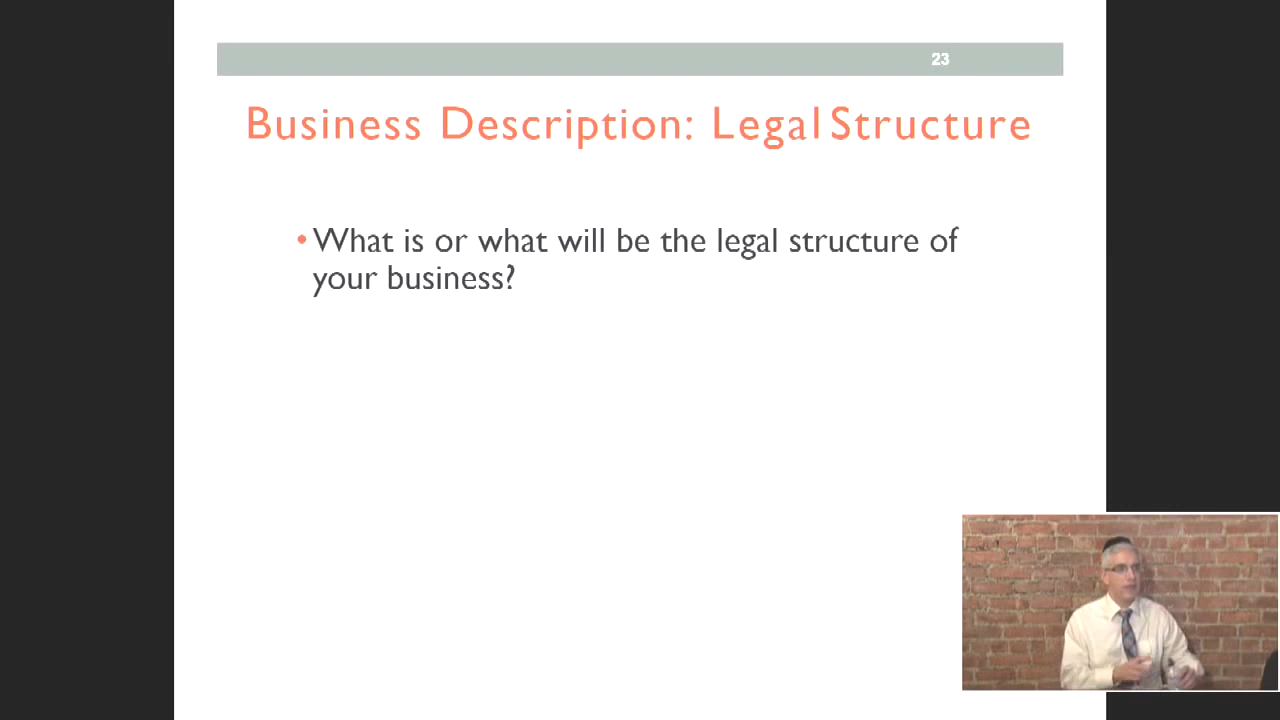 23
Business Description: Legal Structure
•What is or what will be the legal structure of
your business?